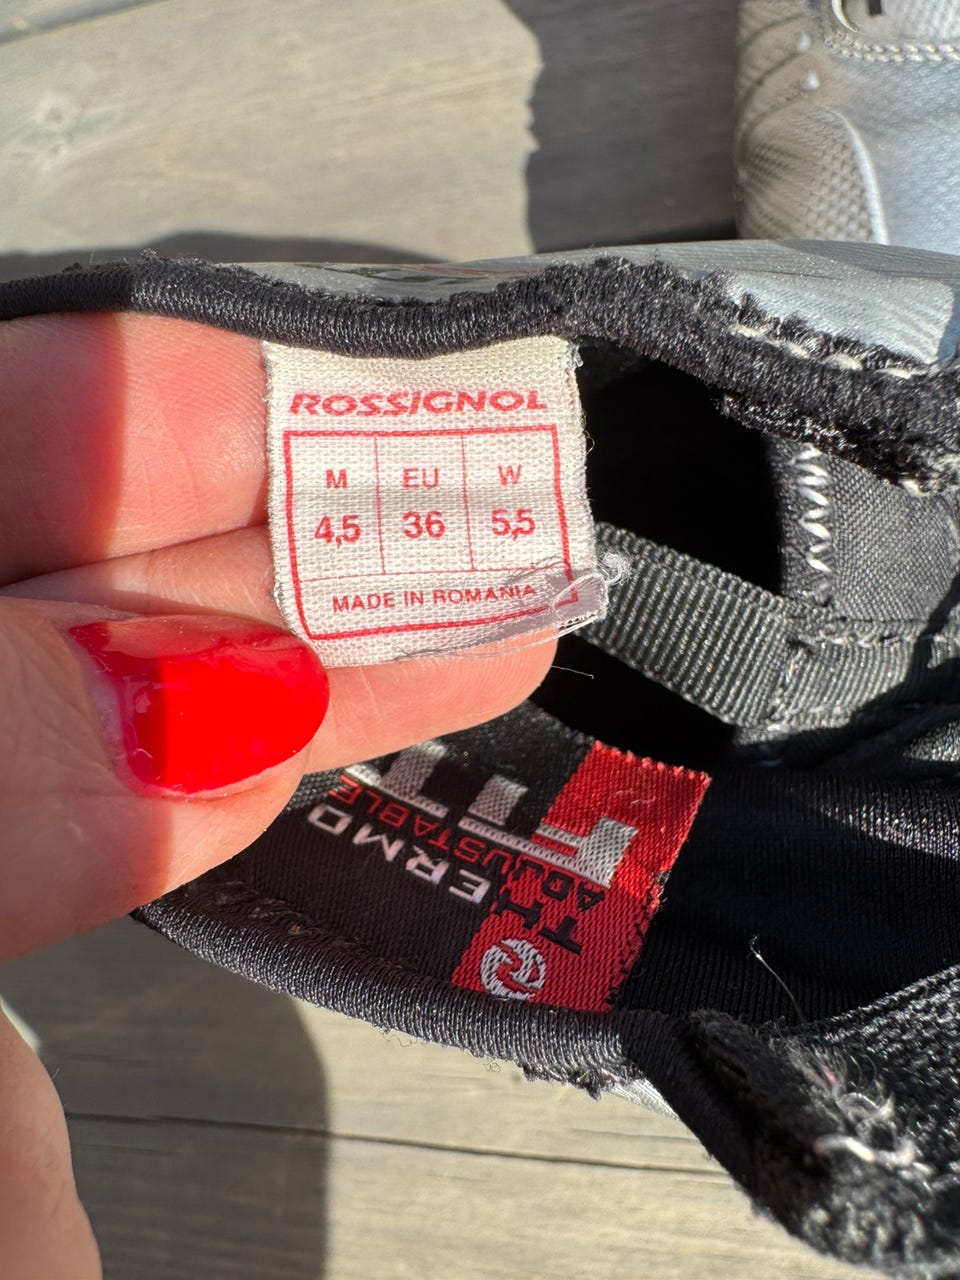 ROSSIGNOL
M EU W
4,5 36 5,5
MADE IN ROMANIA
THERMO
ADJUSTABLE